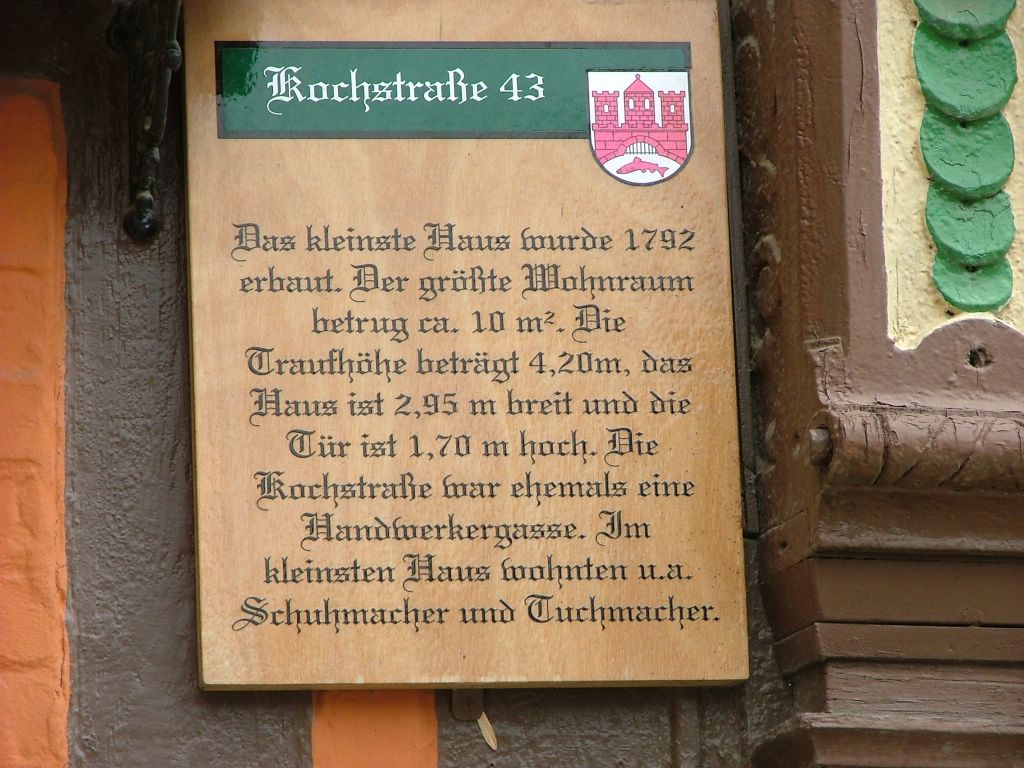 Kochstraße 43
Das kleinste Haus wurde 1792
erbaut. Der größte Wohnraum
betrug ca. 10 m². Die
Traufhöhe beträgt 4,20m, das
Haus ist 2,95 m breit und die
Tür ist 1,70 m hoch. Die
Kochstraße war ehemals eine
Handwerkergasse. Im
kleinsten Haus wohnten u.a.
Schuhmacher und Tuchmacher.